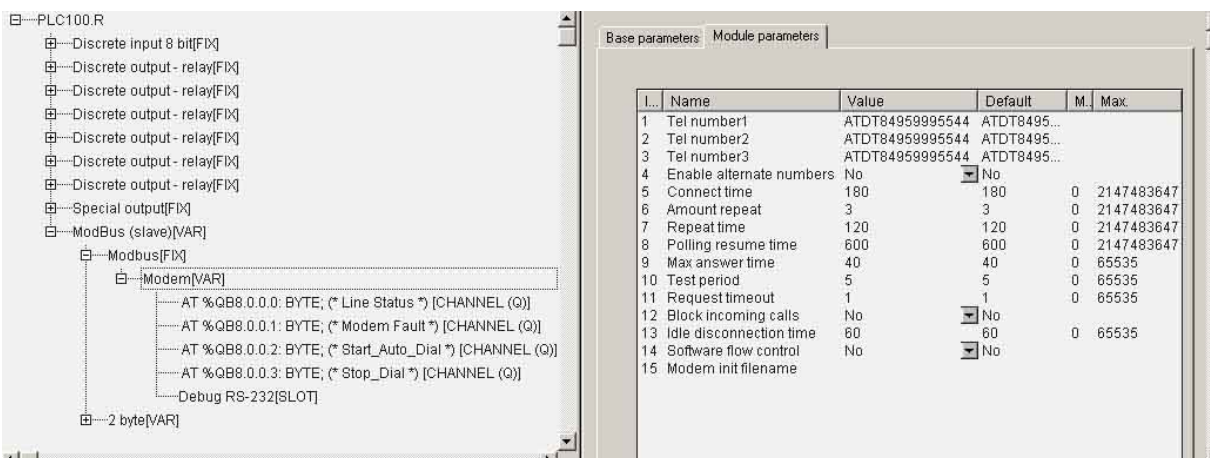 PLC100.R
Discrete input 8 bit[FIX]
Discrete output - relay[FIX]
Discrete output - relay[FIX]
Discrete output - relay[FIX]
Discrete output - relay[FIX]
Discrete output - relay[FIX]
Discrete output - relay[FIX]
Special output[FIX]
ModBus (slave)[VAR]
Modbus[FIX]
Modem[VAR]
AT %QB8.0.0.0: BYTE; (* Line Status *) [CHANNEL (Q)]
AT %QB8.0.0.1: BYTE; (* Modem Fault *) [CHANNEL (Q)]
AT %QB8.0.0.2: BYTE; (* Start_Auto_Dial *) [CHANNEL (Q)]
AT %QB8.0.0.3: BYTE; (* Stop_Dial *) [CHANNEL (Q)]
Debug RS-232[SLOT]
2 byte[VAR]
Base parameters Module parameters
I... Name Value Default M.. Max.
1 Tel number1 ATDT84959995544 ATDT8495...
2 Tel number2 ATDT84959995544 ATDT8495...
3 Tel number3 ATDT84959995544 ATDT8495...
4 Enable alternate numbers No No
5 Connect time 180 180 0 2147483647
6 Amount repeat 3 3 0 2147483647
7 Repeat time 120 120 0 2147483647
8 Polling resume time 600 600 0 2147483647
9 Max answer time 40 40 0 65535
10 Test period 5 5 0 65535
11 Request timeout 1 1 0 65535
12 Block incoming calls No No
13 Idle disconnection time 60 60 0 65535
14 Software flow control No No
15 Modem init filename